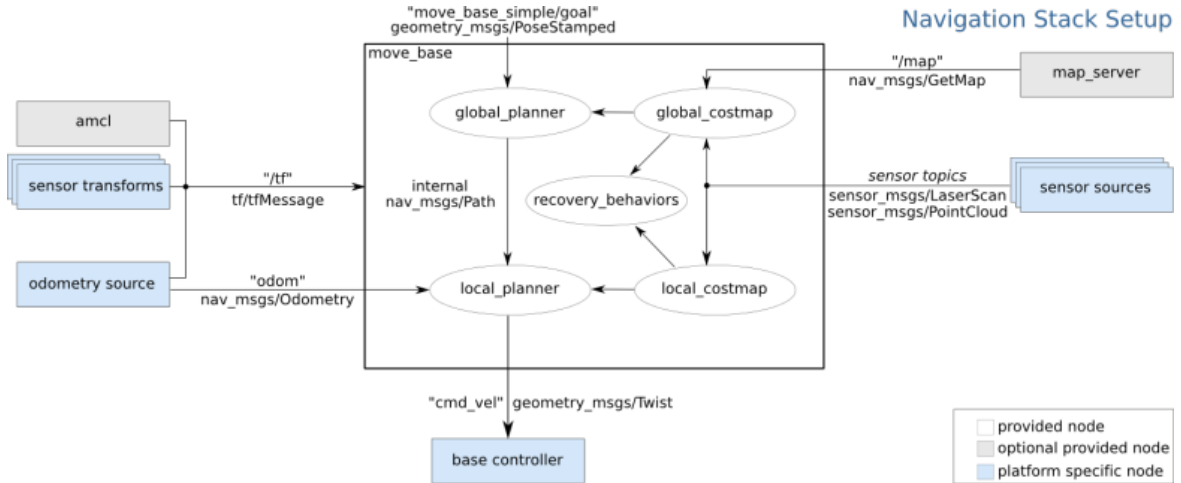 Navigation Stack Setup
"move_base_simple/goal"
geometry_msgs/PoseStamped
move_base
"/map"
nav_msgs/GetMap
map_server
amcl
global_planner
global_costmap
sensor transforms
"/tf"
tf/tfMessage
internal
nav_msgs/Path
recovery_behaviors
sensor topics
sensor_msgs/LaserScan
sensor_msgs/PointCloud
sensor sources
odometry source
"odom"
nav_msgs/Odometry
local_planner
local_costmap
"cmd_vel" geometry_msgs/Twist
base controller
provided node
optional provided node
platform specific node